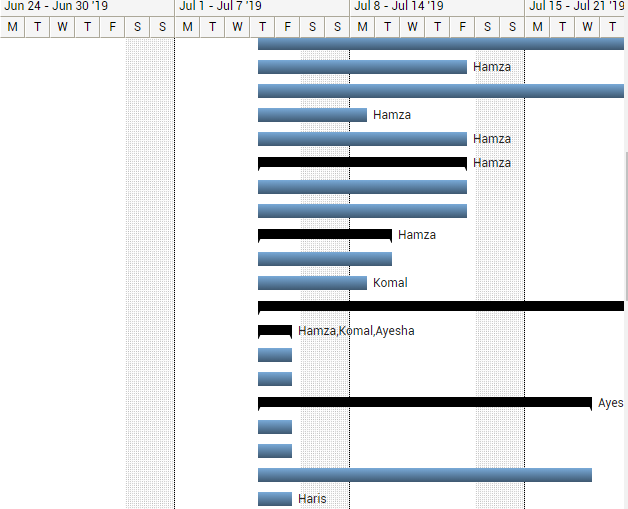 Jun 24 - Jun 30 '19 Jul 1 - Jul 7 '19 Jul 8 - Jul 14 '19 Jul 15 - Jul 21 '19
M T W T F S S M T W T F S S M T W T F S S M T W T
Hamza
Hamza
Hamza
Hamza
Hamza
Komal
Hamza,Komal,Ayesha
Ayes
Haris